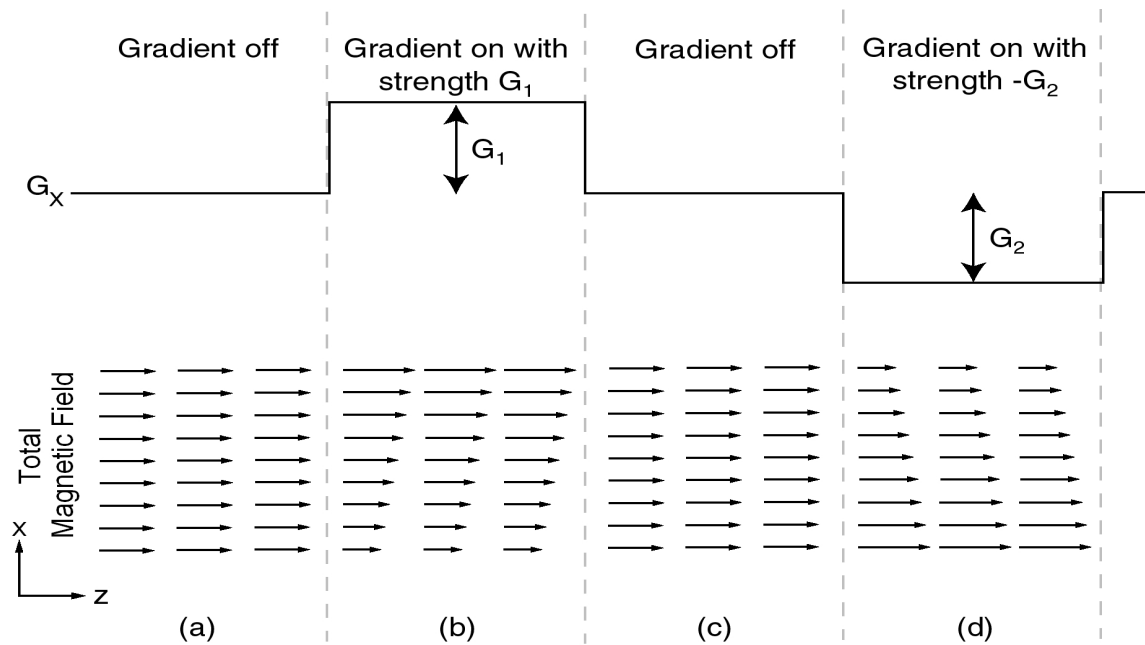 Gradient off
Gradient on with
strength G₁
Gradient off
Gradient on with
strength -G₂
G₁
Gₓ
G₂
Total
Magnetic Field
x
z
(a)
(b)
(c)
(d)